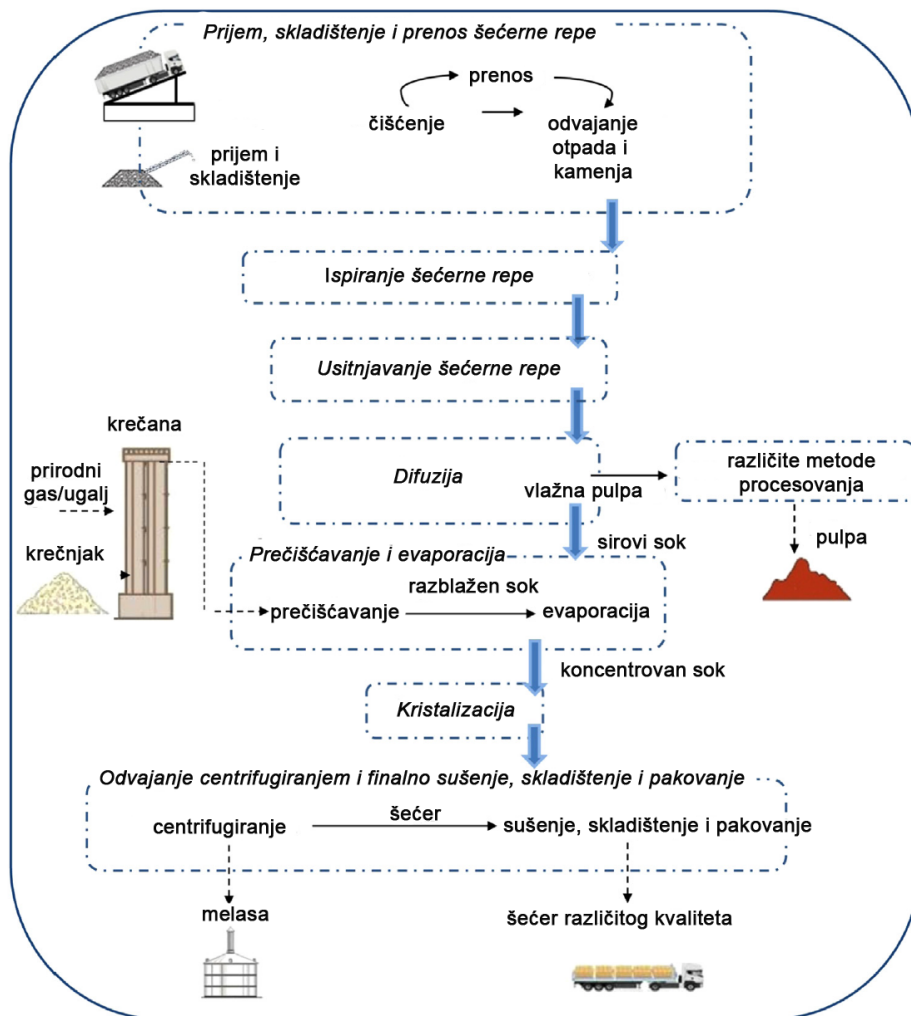 Prijem, skladištenje i prenos šećerne repe
prenos
čišćenje
odvajanje
otpada i
kamenja
prijem i
skladištenje
Ispiranje šećerne repe
Usitnjavanje šećerne repe
krečana
prirodni
gas/ugalj
krečnjak
Difuzija
vlažna pulpa
različite metode
procesovanja
sirovi sok
pulpa
Prečišćavanje i evaporacija
razblažen sok
prečišćavanje
evaporacija
koncentrovan sok
Kristalizacija
Odvajanje centrifugiranjem i finalno sušenje, skladištenje i pakovanje
šećer
centrifugiranje
sušenje, skladištenje i pakovanje
melasa
šećer različitog kvaliteta